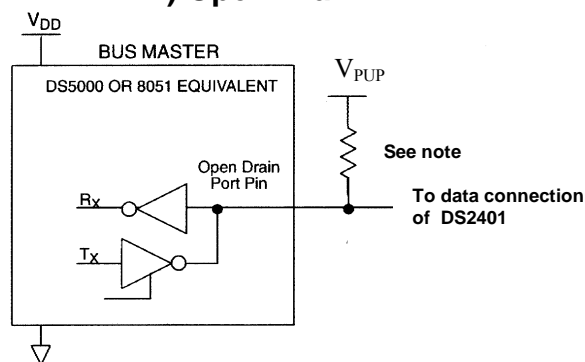 VDD
BUS MASTER
DS5000 OR 8051 EQUIVALENT
VPUP
See note
Open Drain
Port Pin
To data connection
of DS2401
RX
TX